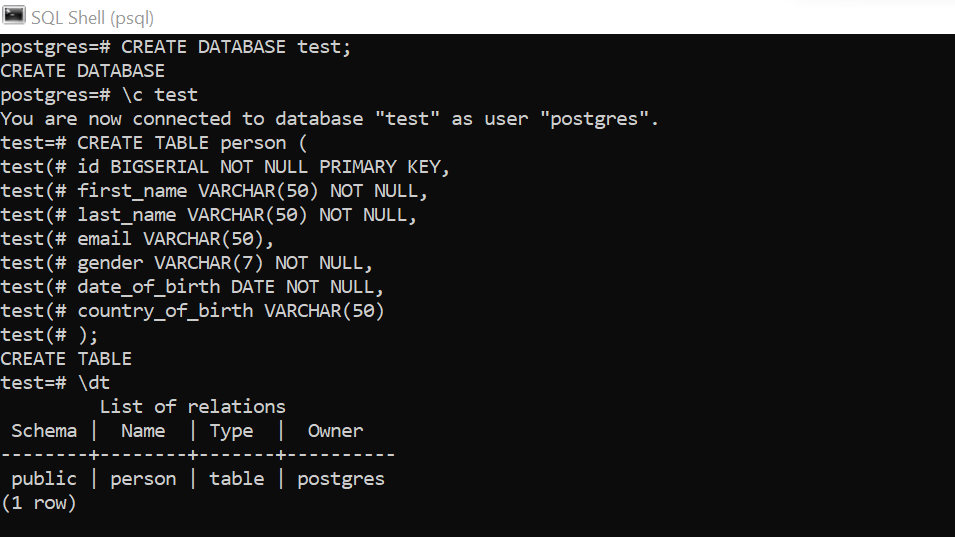 SQL Shell (psql)
postgres=# CREATE DATABASE test;
CREATE DATABASE
postgres=# \c test
You are now connected to database "test" as user "postgres".
test=# CREATE TABLE person (
test(# id BIGSERIAL NOT NULL PRIMARY KEY,
test(# first_name VARCHAR(50) NOT NULL,
test(# last_name VARCHAR(50) NOT NULL,
test(# email VARCHAR(50),
test(# gender VARCHAR(7) NOT NULL,
test(# date_of_birth DATE NOT NULL,
test(# country_of_birth VARCHAR(50)
test(# );
CREATE TABLE
test=# \dt
         List of relations
 Schema |  Name  | Type  |  Owner
--------+--------+-------+----------
 public | person | table | postgres
(1 row)